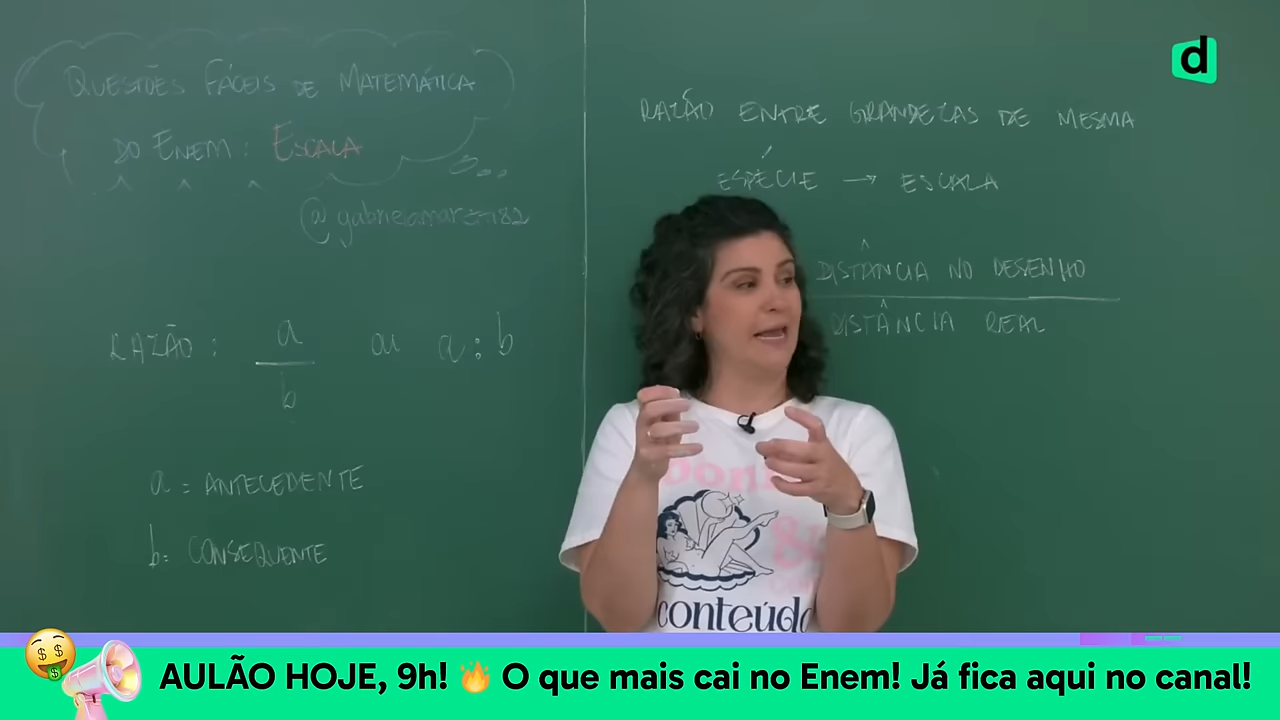 QUESTÕES FÁCEIS DE MATEMÁTICA
DO ENEM: ESCALA
RAZÃO: a/b ou a:b
a = ANTECEDENTE
b= CONSEQUENTE
RAZÃO ENTRE GRANDEZAS DE MESMA
ESPÉCIE → ESCALA
DISTÂNCIA NO DESENHO
DISTÂNCIA REAL
d
conteúdo
AULÃO HOJE, 9h! 🔥 O que mais cai no Enem! Já fica aqui no canal!